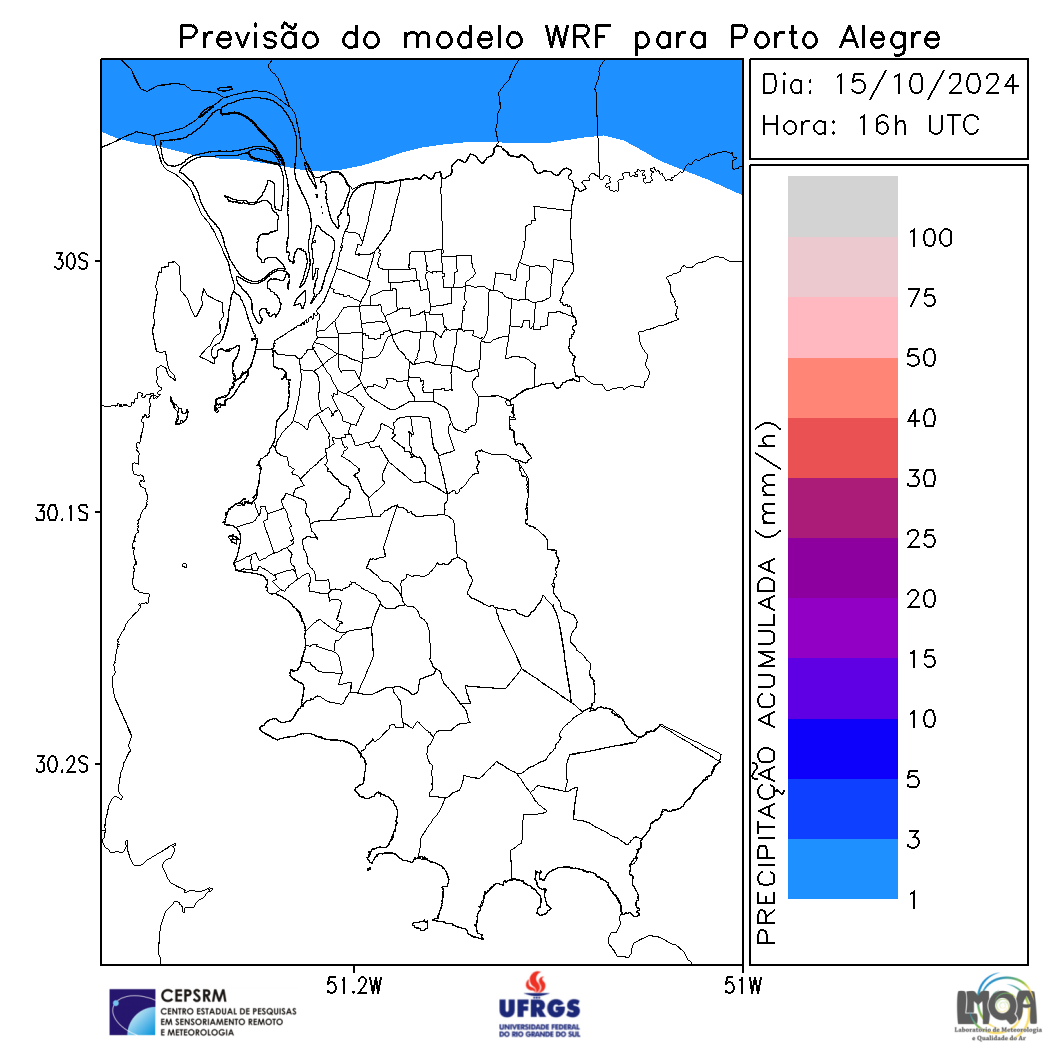 Previsão do modelo WRF para Porto Alegre
Dia: 15/10/2024
Hora: 16h UTC
30S
30.1S
30.2S
51.2W
51W
PRECIPITAÇÃO ACUMULADA (mm/h)
100
75
50
40
30
25
20
15
10
5
3
1
CEPSRM
CENTRO ESTADUAL DE PESQUISAS
EM SENSORIAMENTO REMOTO
E METEOROLOGIA
UFRGS
UNIVERSIDADE FEDERAL
DO RIO GRANDE DO SUL
LMQA
Laboratório de Meteorologia
e Qualidade do Ar